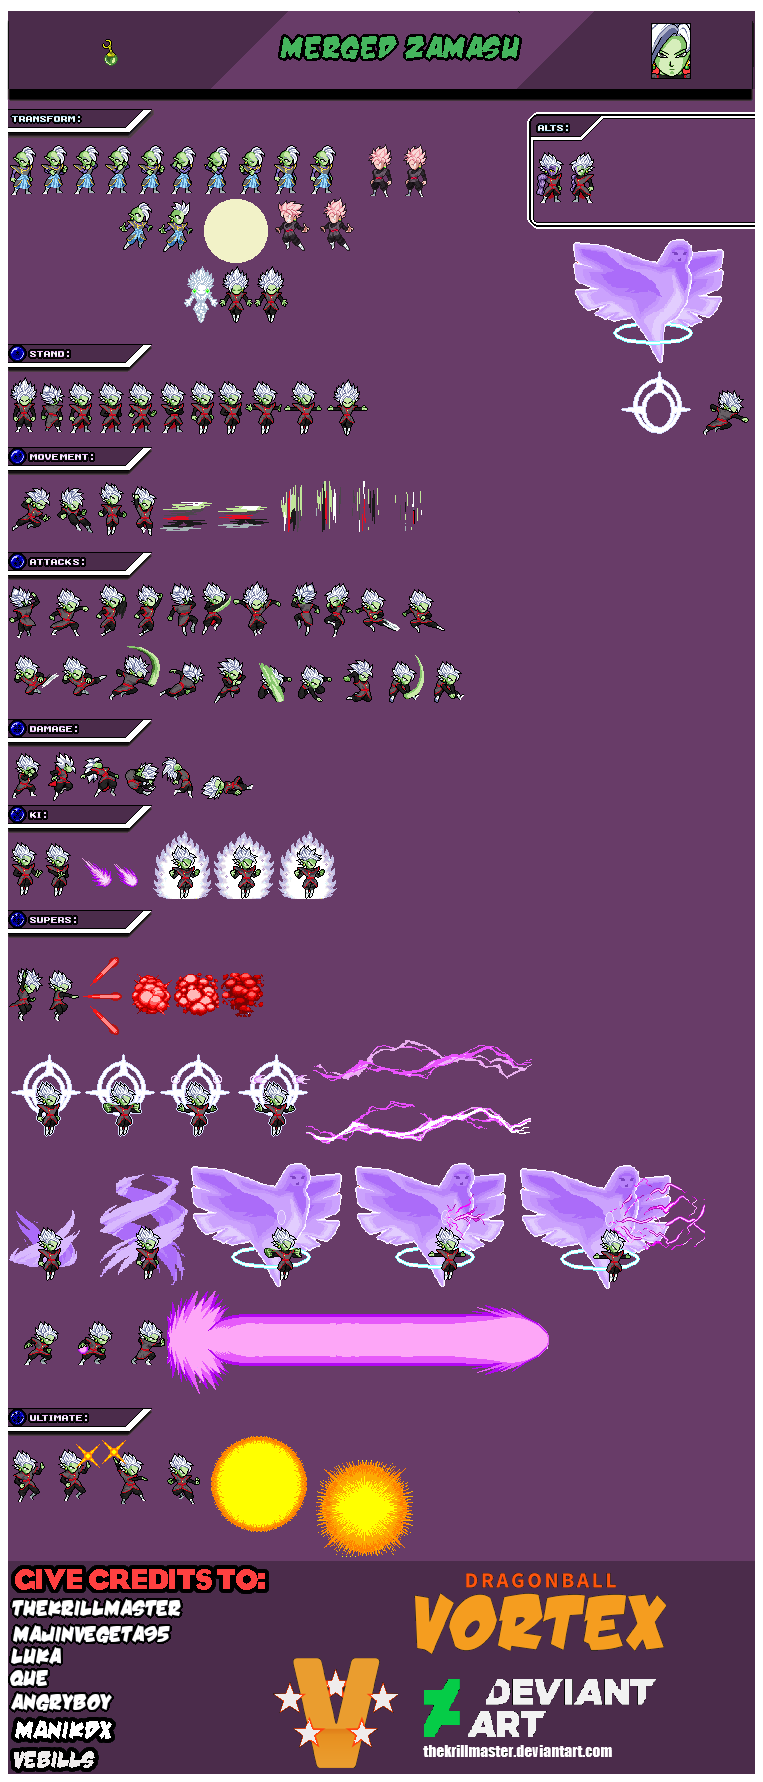 MERGED ZAMASU
TRANSFORM:
ALTS:
STAND:
MOVEMENT:
ATTACKS:
DAMAGE:
KI:
SUPERS:
ULTIMATE:
GIVE CREDITS TO:
THEKRILLMASTER
MAJINVEGETA95
LUKA
QUE
ANGRYBOY
MANIKDX
VEBILLS
DRAGONBALL
VORTEX
V
DEVIANT
ART
thekrillmaster.deviantart.com